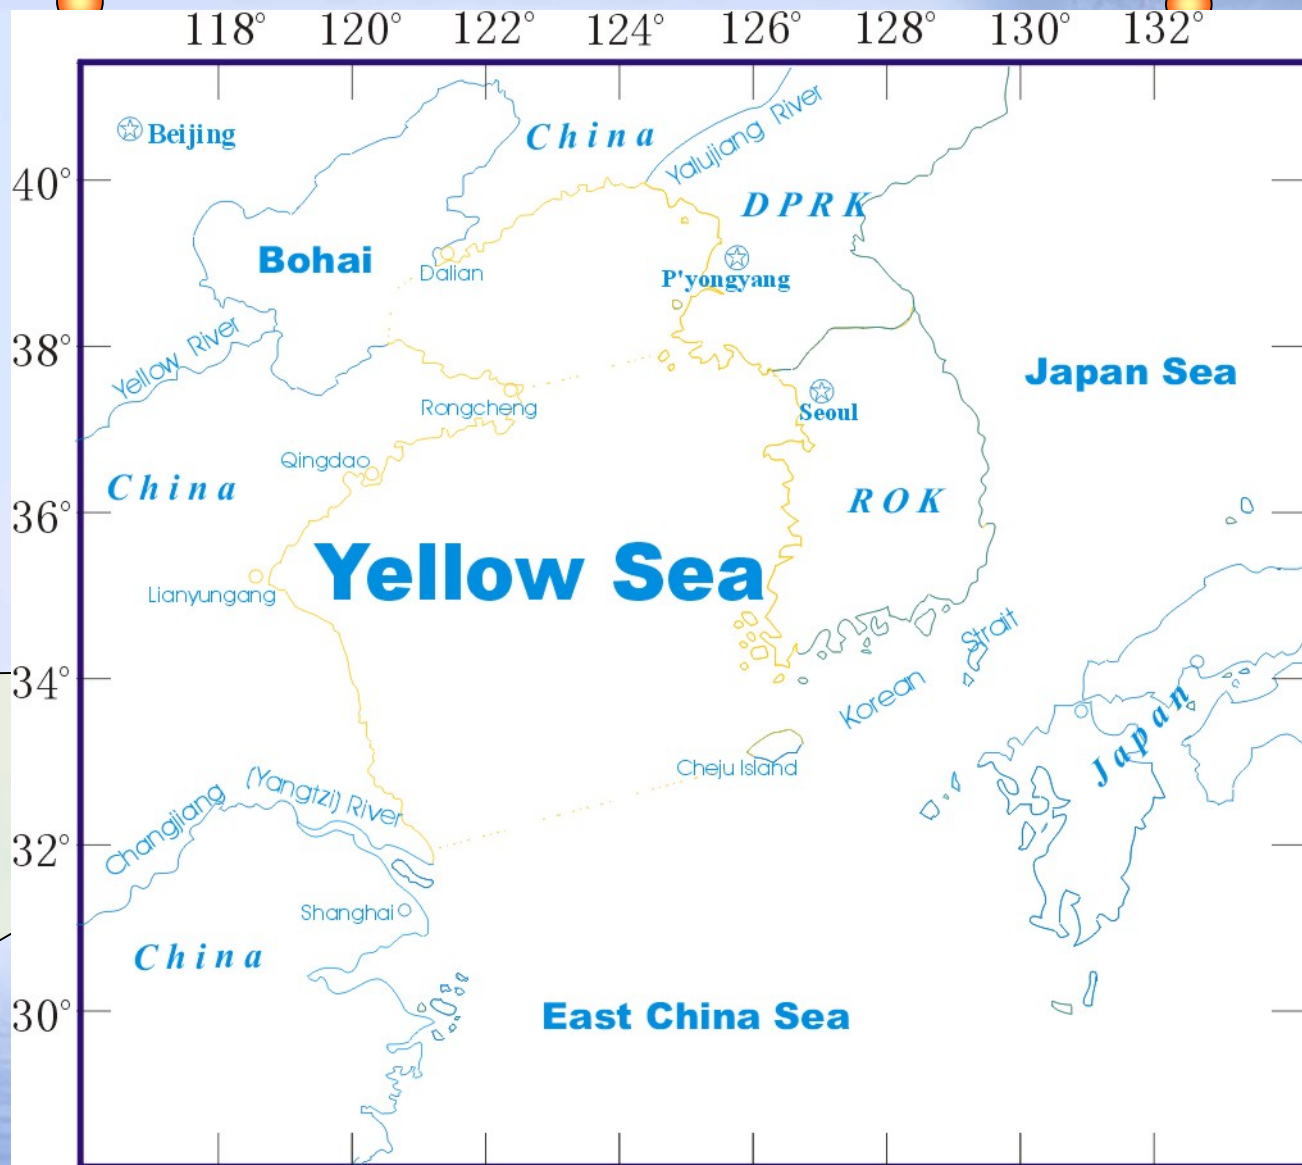 118° 120° 122° 124° 126° 128° 130° 132°
Beijing
China
Yalujiang River
40°
DPRK
Bohai
Dalian
P'yongyang
Yellow River
38°
Japan Sea
Rongcheng
Seoul
Qingdao
China
ROK
36°
Yellow Sea
Lianyungang
Korean Strait
34°
Japan
Cheju Island
Changjiang (Yangtzi) River
32°
Shanghai
China
30°
East China Sea